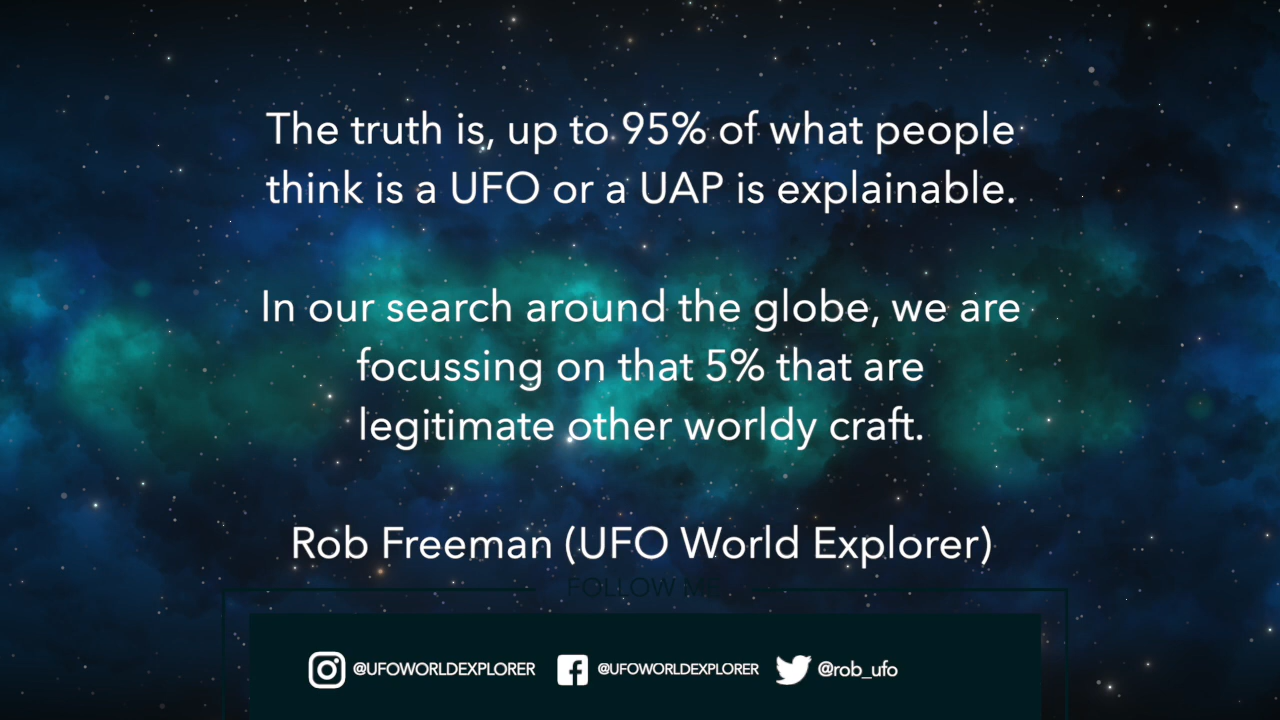 The truth is, up to 95% of what people
think is a UFO or a UAP is explainable.
In our search around the globe, we are
focussing on that 5% that are
legitimate other worldy craft.
Rob Freeman (UFO World Explorer)
FOLLOW ME
@UFOWORLDEXPLORER @UFOWORLDEXPLORER @rob_ufo